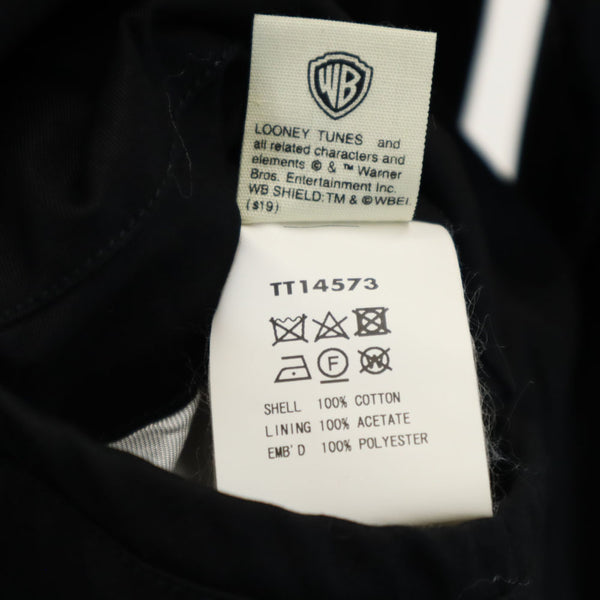 WB
LOONEY TUNES and
all related characters and
elements © & ™ Warner
Bros. Entertainment Inc.
WB SHIELD: TM & © WBEI.
(s19)
TT14573
F W
SHELL 100% COTTON
LINING 100% ACETATE
EMB'D 100% POLYESTER